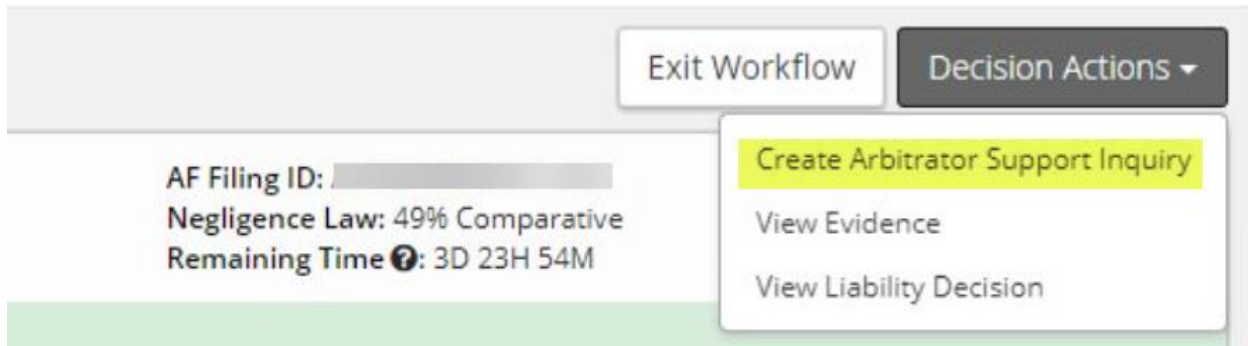 Exit Workflow
Decision Actions
Create Arbitrator Support Inquiry
View Evidence
View Liability Decision
AF Filing ID:
Negligence Law: 49% Comparative
Remaining Time ?: 3D 23H 54M